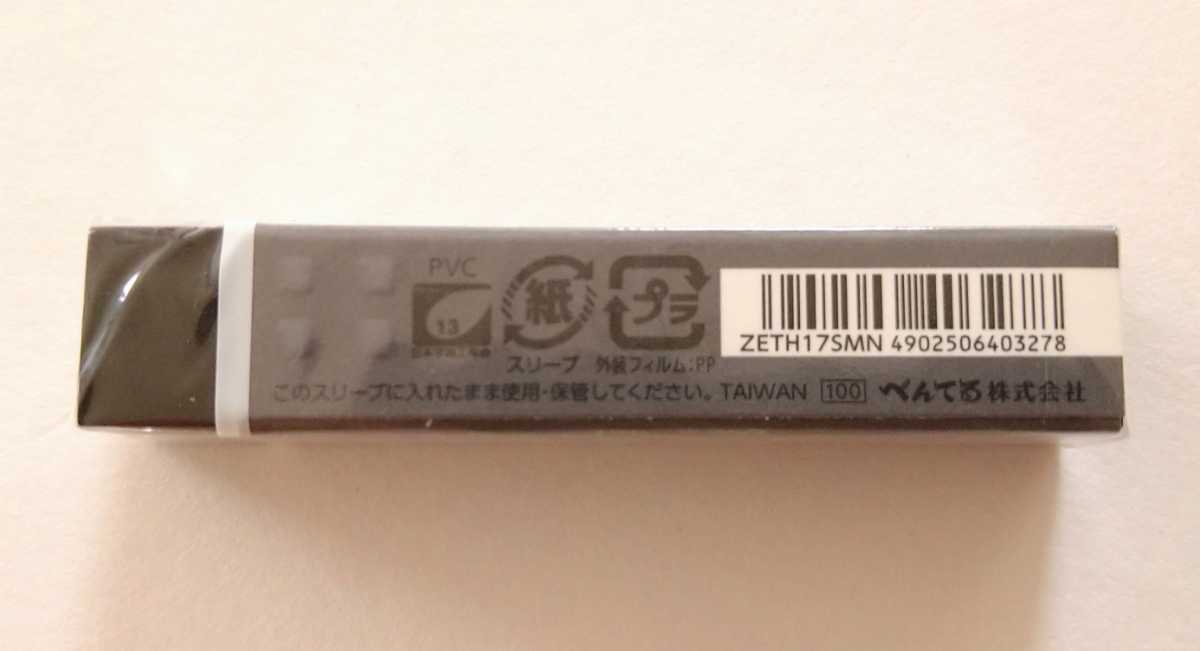 PVC
13
紙
プラ
スリーブ
外装フィルム:PP
ZETH17SMN 4902506403278
このスリーブに入れたまま使用・保管してください。 TAIWAN 100 ぺんてる株式会社